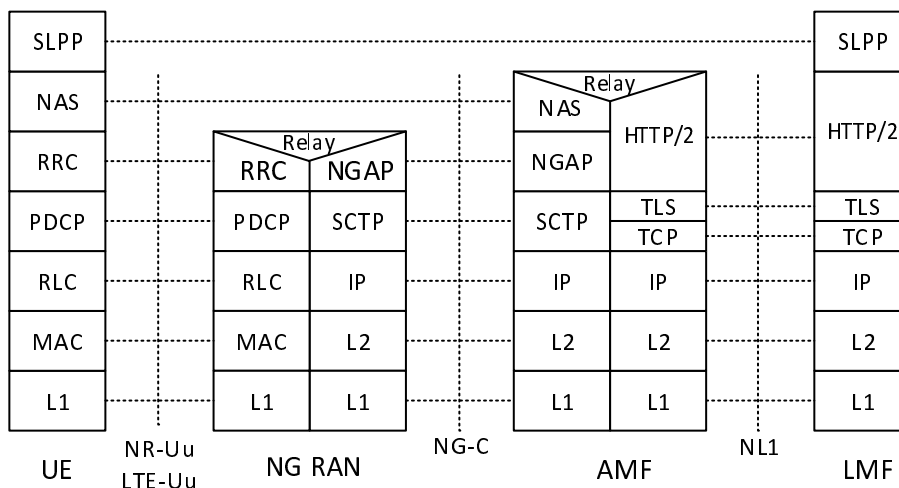 SLPP SLPP
Relay
NAS NAS
HTTP/2 HTTP/2
Relay
RRC RRC NGAP NGAP
TLS TLS
PDCP PDCP SCTP SCTP
TCP TCP
RLC RLC IP IP IP IP
MAC MAC L2 L2 L2 L2
L1 L1 L1 L1 L1 L1
NR-Uu NG-C NL1
LTE-Uu
UE NG RAN AMF LMF